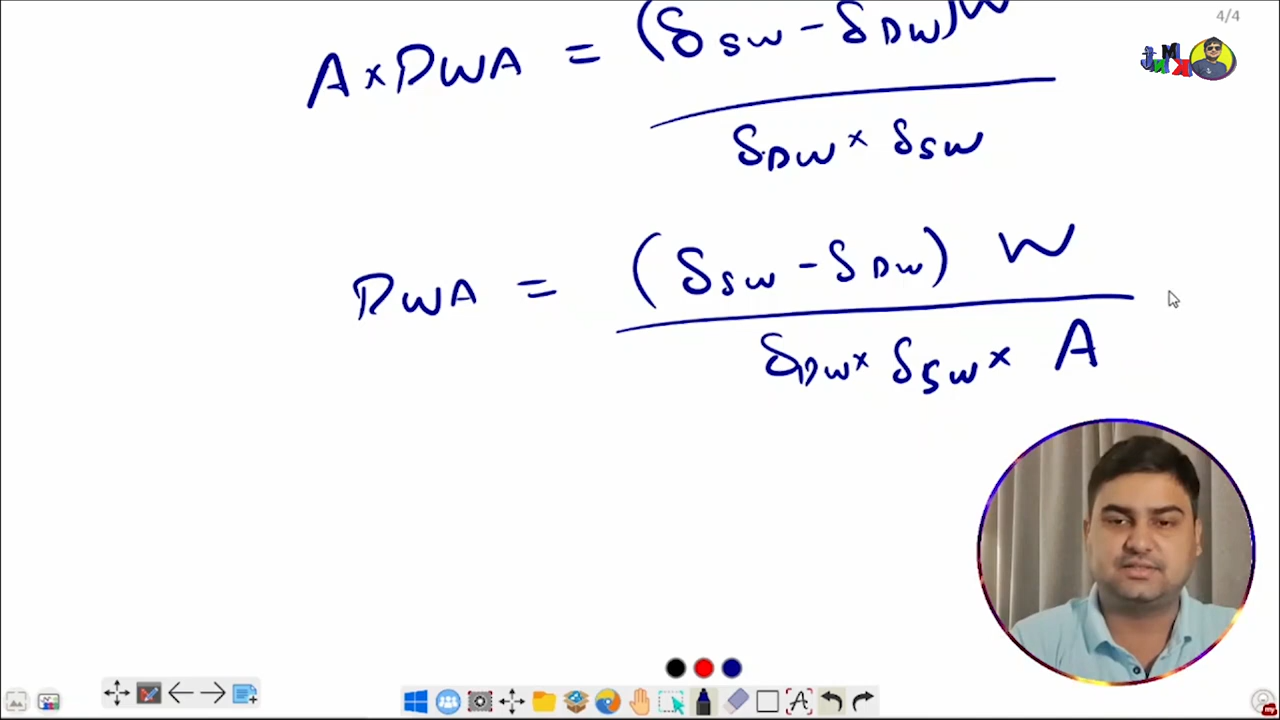 4/4
A × DWA = (δSW − δDW)W
δDW × δSW
DWA = (δSW − δDW) W
δDW × δSW × A